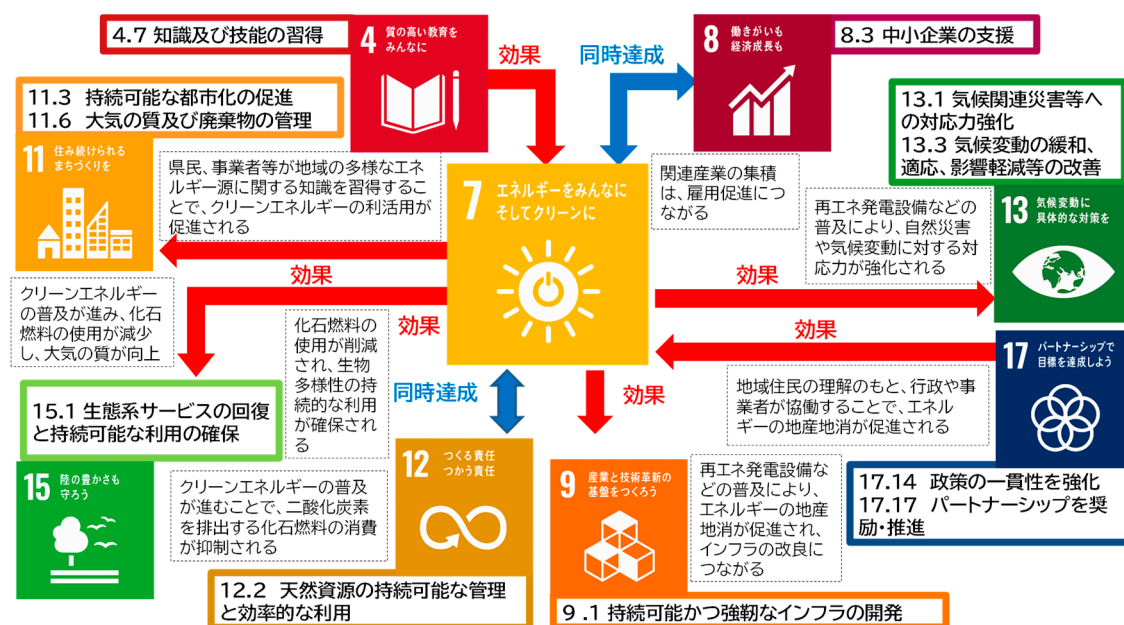 4.7 知識及び技能の習得
4 質の高い教育を
みんなに
効果
同時達成
8 働きがいも
経済成長も
8.3 中小企業の支援
11.3 持続可能な都市化の促進
11.6 大気の質及び廃棄物の管理
11 住み続けられる
まちづくりを
県民、事業者等が地域の多様なエネ
ルギー源に関する知識を習得するこ
とで、クリーンエネルギーの利活用が
促進される
7 エネルギーをみんなに
そしてクリーンに
関連産業の集積
は、雇用促進につ
ながる
13.1 気候関連災害等へ
の対応力強化
13.3 気候変動の緩和、
適応、影響軽減等の改善
再エネ発電設備などの
普及により、自然災害
や気候変動に対する対
応力が強化される
13 気候変動に
具体的な対策を
効果
効果
クリーンエネルギー
の普及が進み、化石
燃料の使用が減少
し、大気の質が向上
効果
化石燃料の
使用が削減
され、生物
多様性の持
続的な利用
が確保され
る
効果
17 パートナーシップで
目標を達成しよう
地域住民の理解のもと、行政や事
業者が協働することで、エネル
ギーの地産地消が促進される
同時達成
効果
15.1 生態系サービスの回復
と持続可能な利用の確保
15 陸の豊かさも
守ろう
クリーンエネルギーの普及
が進むことで、二酸化炭素
を排出する化石燃料の消費
が抑制される
12 つくる責任
つかう責任
12.2 天然資源の持続可能な管理
と効率的な利用
9 産業と技術革新の
基盤をつくろう
再エネ発電設備な
どの普及により、
エネルギーの地産
地消が促進され、
インフラの改良に
つながる
9.1 持続可能かつ強靭なインフラの開発
17.14 政策の一貫性を強化
17.17 パートナーシップを奨
励・推進